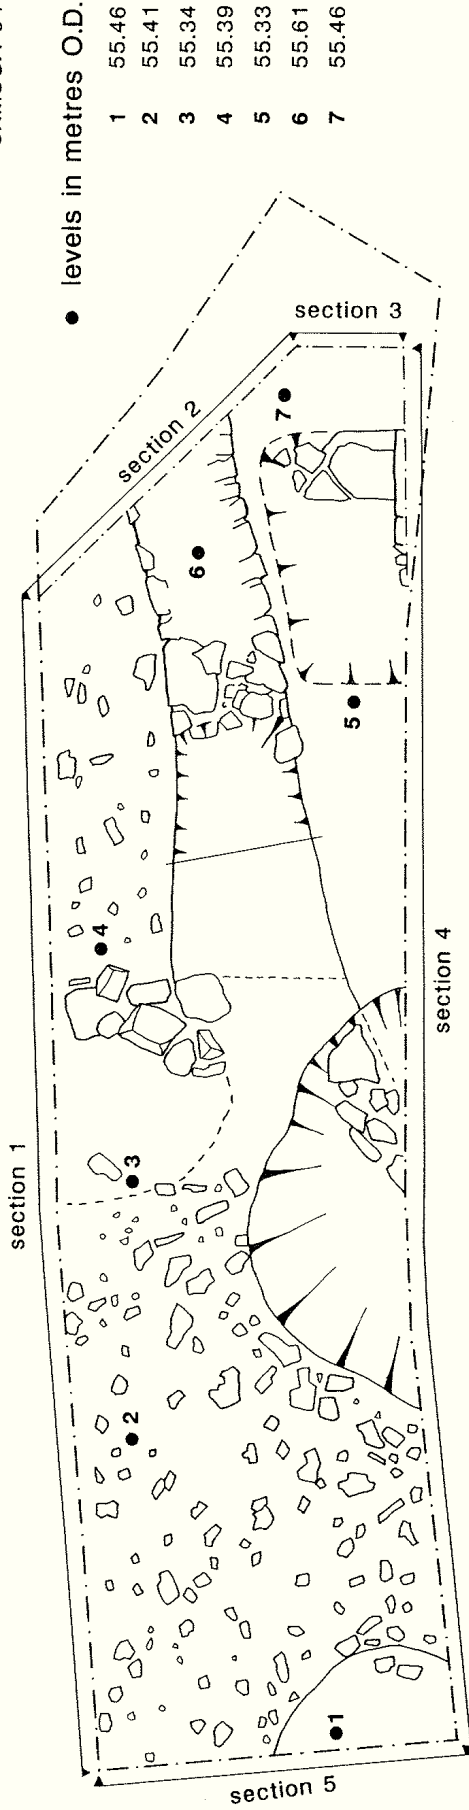 ● levels in metres O.D.
1 55.46
2 55.41
3 55.34
4 55.39
5 55.33
6 55.61
7 55.46
section 3
section 2
7
6
5
4
section 4
section 1
3
2
1
section 5